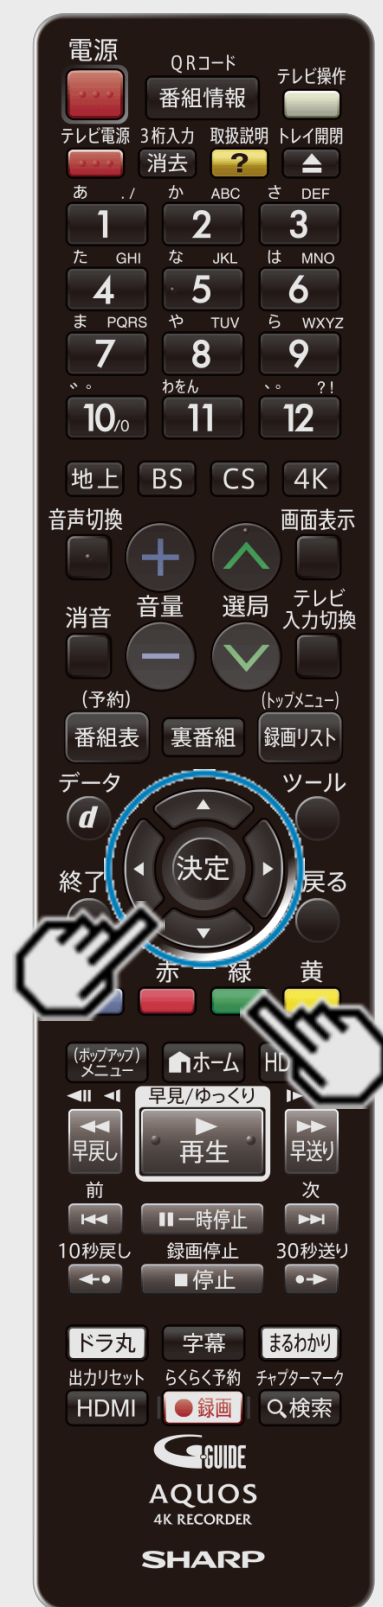 電源 QRコード テレビ操作
番組情報
テレビ電源 3桁入力 取扱説明 トレイ開閉
消去 ?
あ ./ か ABC さ DEF
1 2 3
た GHI な JKL は MNO
4 5 6
ま PQRS や TUV ら WXYZ
7 8 9
゛゜ わをん 、。 ?!
10/0 11 12
地上 BS CS 4K
音声切換 画面表示
消音 音量 選局 テレビ
入力切換
(予約) (トップメニュー)
番組表 裏番組 録画リスト
データ ツール
d 決定
終了 戻る
赤 緑 黄
(ポップアップ)
メニュー ホーム HD
早見/ゆっくり
早戻し 再生 早送り
前 次
一時停止
10秒戻し 録画停止 30秒送り
停止
ドラ丸 字幕 まるわかり
出力リセット らくらく予約 チャプターマーク
HDMI 録画 検索
G-GUIDE
AQUOS
4K RECORDER
SHARP